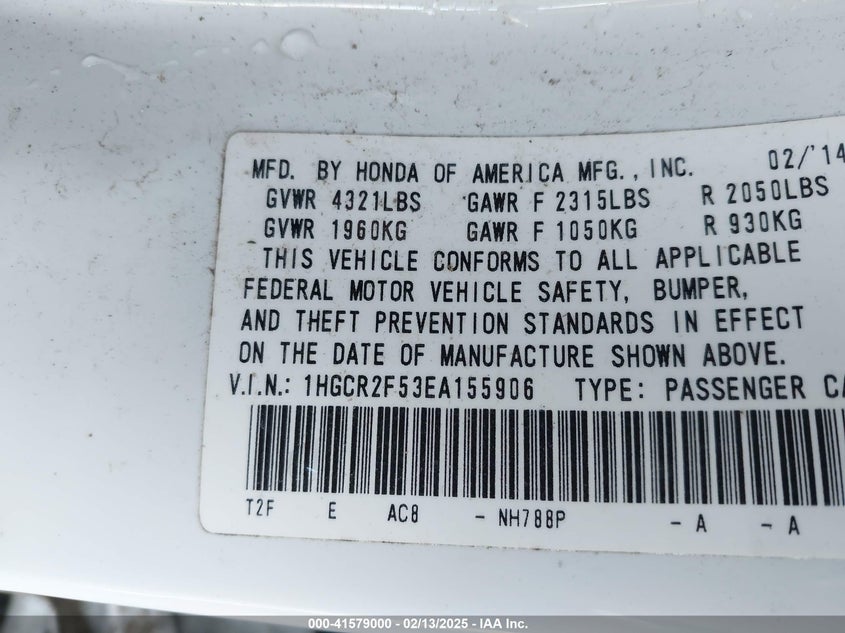 MFD. BY HONDA OF AMERICA MFG., INC. 02/'14
GVWR 4321LBS GAWR F 2315LBS R 2050LBS
GVWR 1960KG GAWR F 1050KG R 930KG
THIS VEHICLE CONFORMS TO ALL APPLICABLE
FEDERAL MOTOR VEHICLE SAFETY, BUMPER,
AND THEFT PREVENTION STANDARDS IN EFFECT
ON THE DATE OF MANUFACTURE SHOWN ABOVE.
V.I.N.: 1HGCR2F53EA155906 TYPE: PASSENGER CA
T2F E AC8 - NH788P - A - A
000-41579000 - 02/13/2025 - IAA Inc.